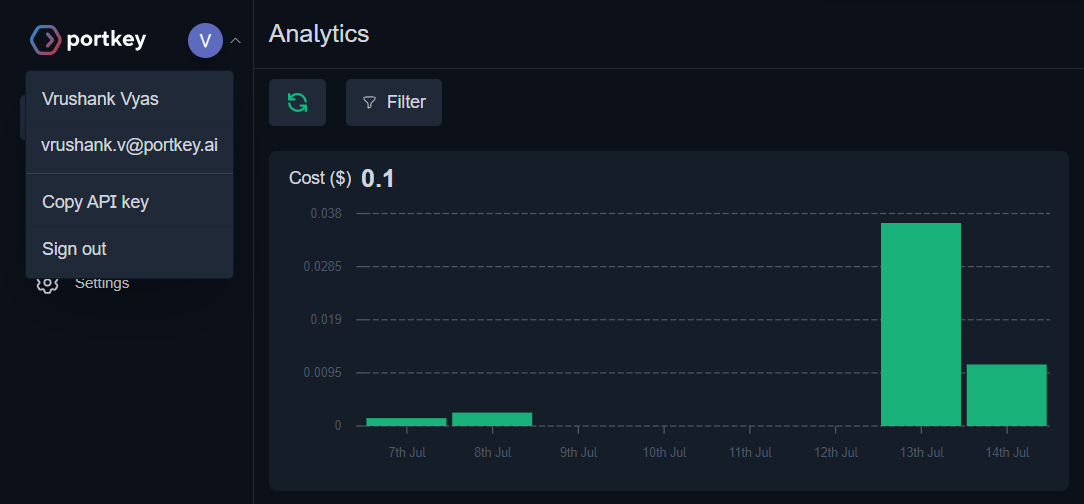 portkey
V
Vrushank Vyas
vrushank.v@portkey.ai
Copy API key
Sign out
Settings
Analytics
Filter
Cost ($) 0.1
0.038
0.0285
0.019
0.0095
0
7th Jul 8th Jul 9th Jul 10th Jul 11th Jul 12th Jul 13th Jul 14th Jul